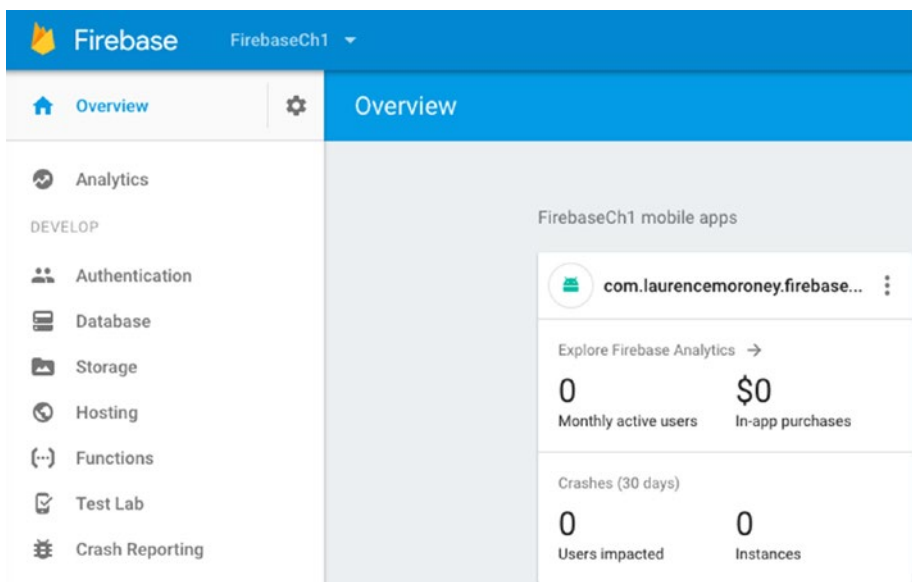 Firebase FirebaseCh1
Overview
Overview
Analytics
DEVELOP
Authentication
Database
Storage
Hosting
Functions
Test Lab
Crash Reporting
FirebaseCh1 mobile apps
com.laurencemoroney.firebase...
Explore Firebase Analytics →
0 $0
Monthly active users In-app purchases
Crashes (30 days)
0 0
Users impacted Instances